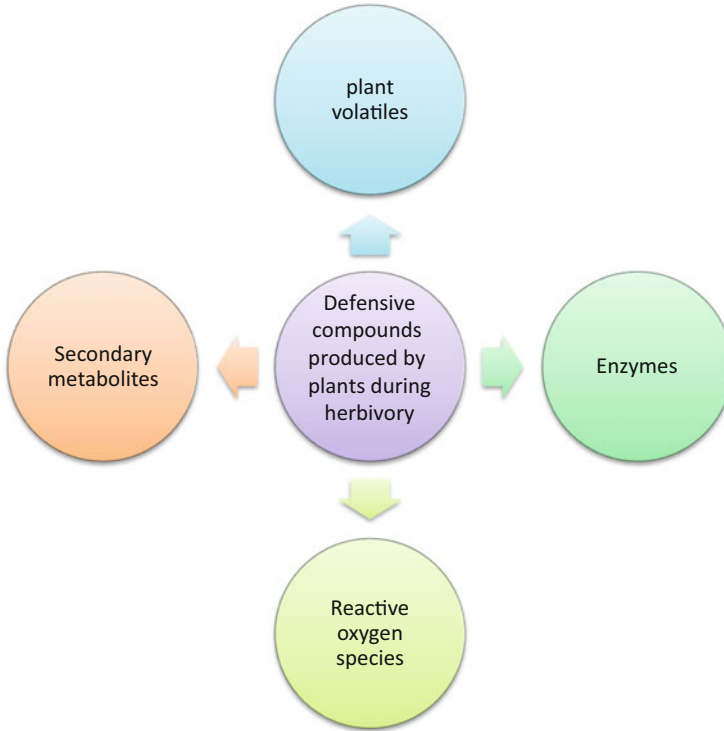 plant
volatiles
Secondary
metabolites
Defensive
compounds
produced by
plants during
herbivory
Enzymes
Reactive
oxygen
species